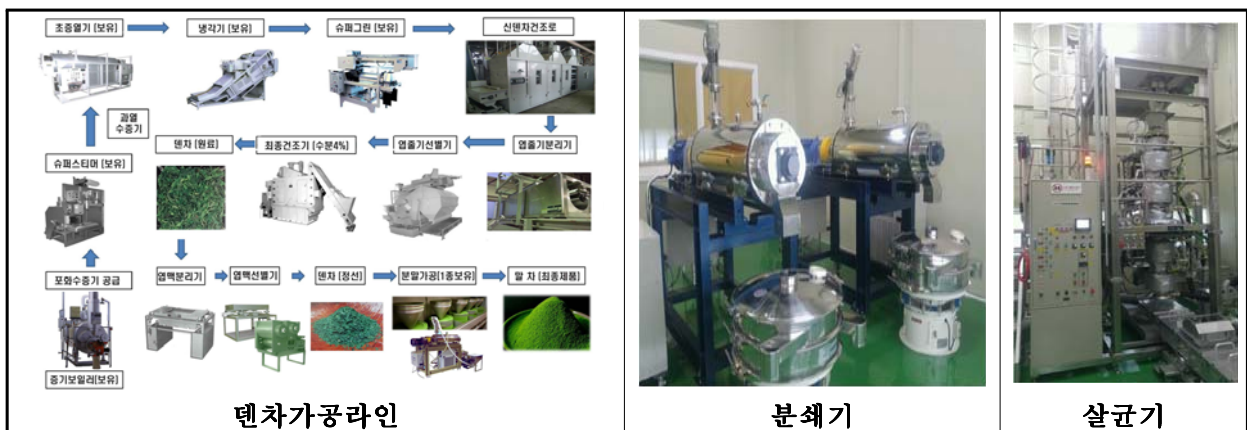 초증열기 [보유]
냉각기 [보유]
슈퍼그린 [보유]
신덴차건조로
과열
수증기
덴차 [원료]
최종건조기 [수분4%]
엽줄기선별기
엽줄기분리기
슈퍼스티머 [보유]
포화수증기 공급
엽맥분리기
엽맥선별기
덴차 [정선]
분말가공[1종보유]
말 차 [최종제품]
증기보일러[보유]
덴차가공라인
분쇄기
살균기